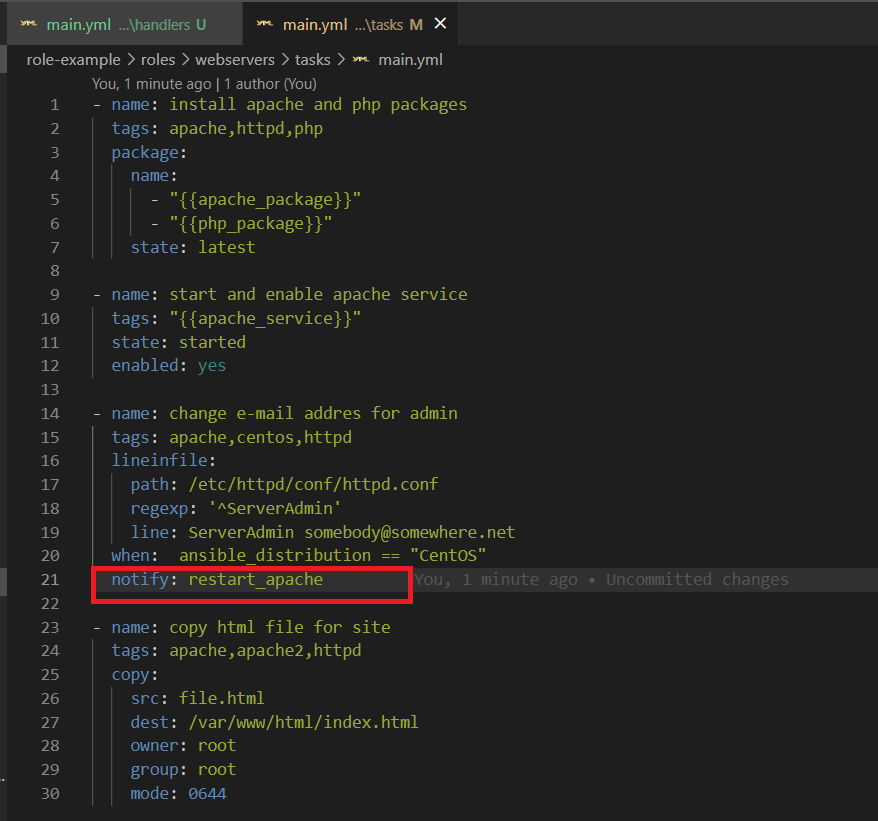 main.yml ...\handlers U
main.yml ...\tasks M ×
role-example > roles > webservers > tasks > main.yml
You, 1 minute ago | 1 author (You)
1 - name: install apache and php packages
2 tags: apache,httpd,php
3 package:
4 name:
5 - "{{apache_package}}"
6 - "{{php_package}}"
7 state: latest
8
9 - name: start and enable apache service
10 tags: "{{apache_service}}"
11 state: started
12 enabled: yes
13
14 - name: change e-mail addres for admin
15 tags: apache,centos,httpd
16 lineinfile:
17 path: /etc/httpd/conf/httpd.conf
18 regexp: '^ServerAdmin'
19 line: ServerAdmin somebody@somewhere.net
20 when:  ansible_distribution == "CentOS"
21 notify: restart_apache You, 1 minute ago • Uncommitted changes
22
23 - name: copy html file for site
24 tags: apache,apache2,httpd
25 copy:
26 src: file.html
27 dest: /var/www/html/index.html
28 owner: root
29 group: root
30 mode: 0644